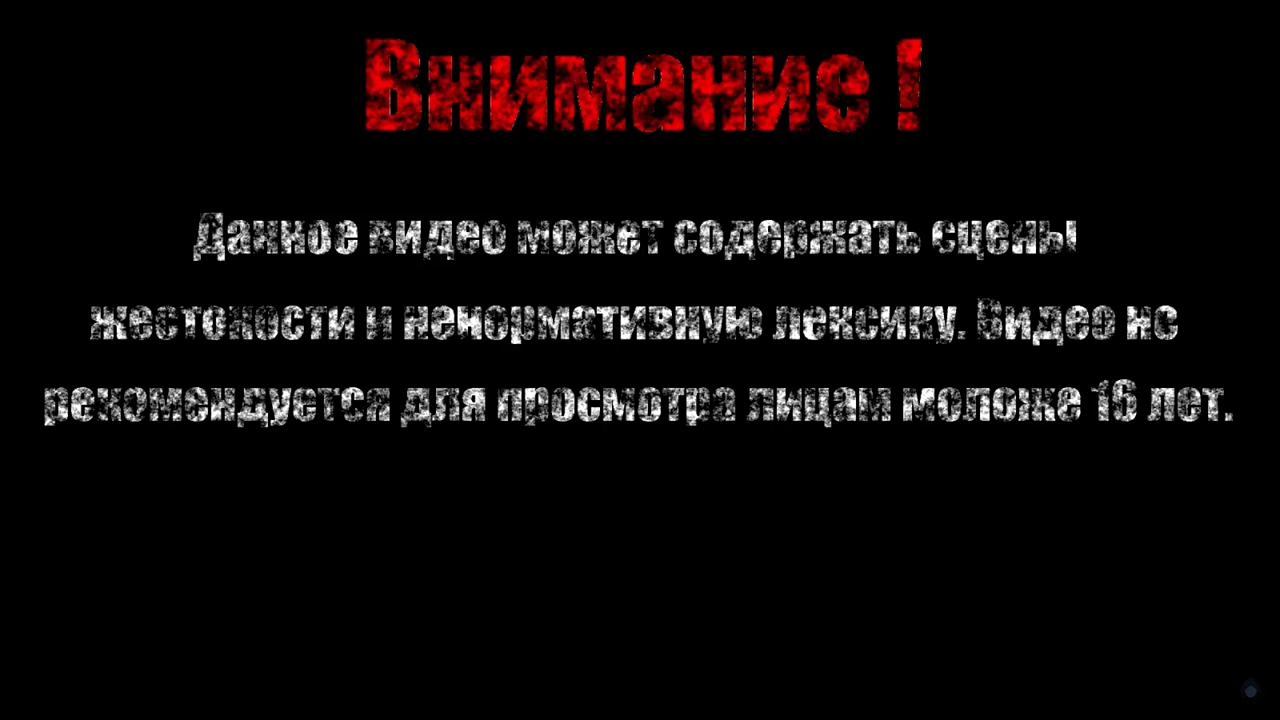 Внимание !
Данное видео может содержать сцены
жестокости и ненормативную лексику. Видео не
рекомендуется для просмотра лицам моложе 16 лет.